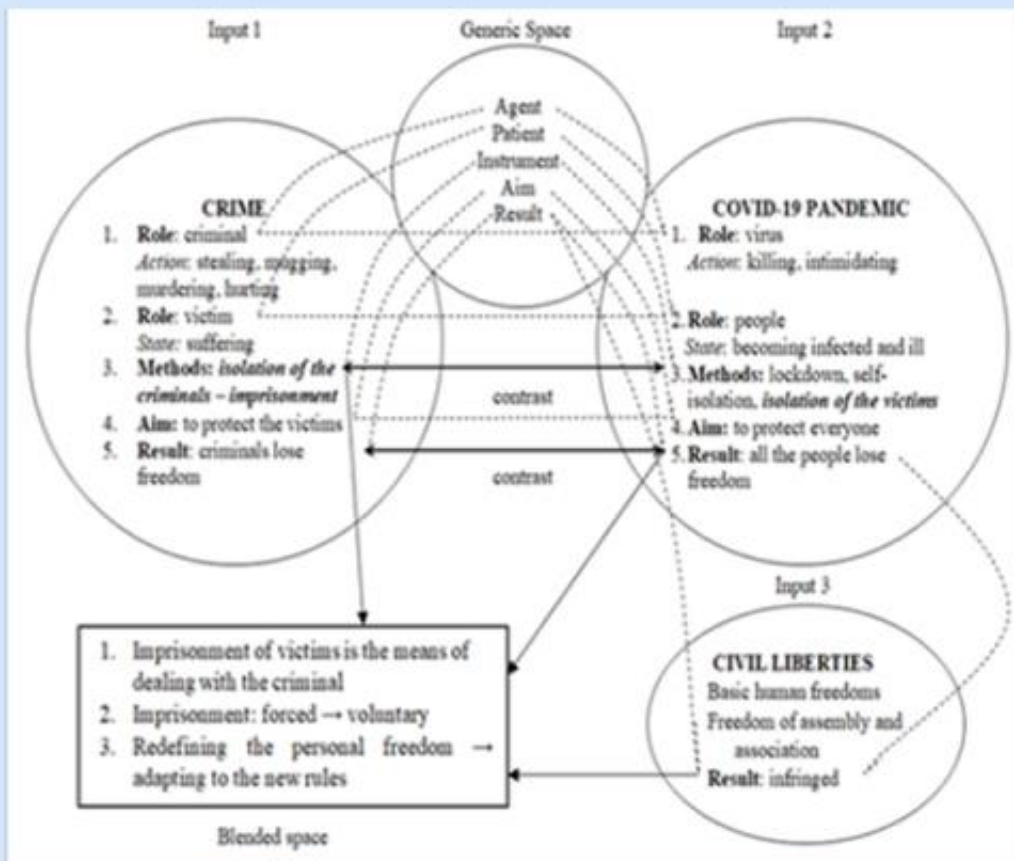 Input 1
Generic Space
Input 2
Agent
Patient
Instrument
Aim
Result
CRIME
1. Role: criminal
Action: stealing, mugging,
murdering, hurting
2. Role: victim
State: suffering
3. Methods: isolation of the
criminals – imprisonment
4. Aim: to protect the victims
5. Result: criminals lose
freedom
contrast
contrast
COVID-19 PANDEMIC
1. Role: virus
Action: killing, intimidating
2. Role: people
State: becoming infected and ill
3. Methods: lockdown, self-
isolation, isolation of the victims
4. Aim: to protect everyone
5. Result: all the people lose
freedom
Input 3
CIVIL LIBERTIES
Basic human freedoms
Freedom of assembly and
association
Result: infringed
1. Imprisonment of victims is the means of
dealing with the criminal
2. Imprisonment: forced → voluntary
3. Redefining the personal freedom →
adapting to the new rules
Blended space